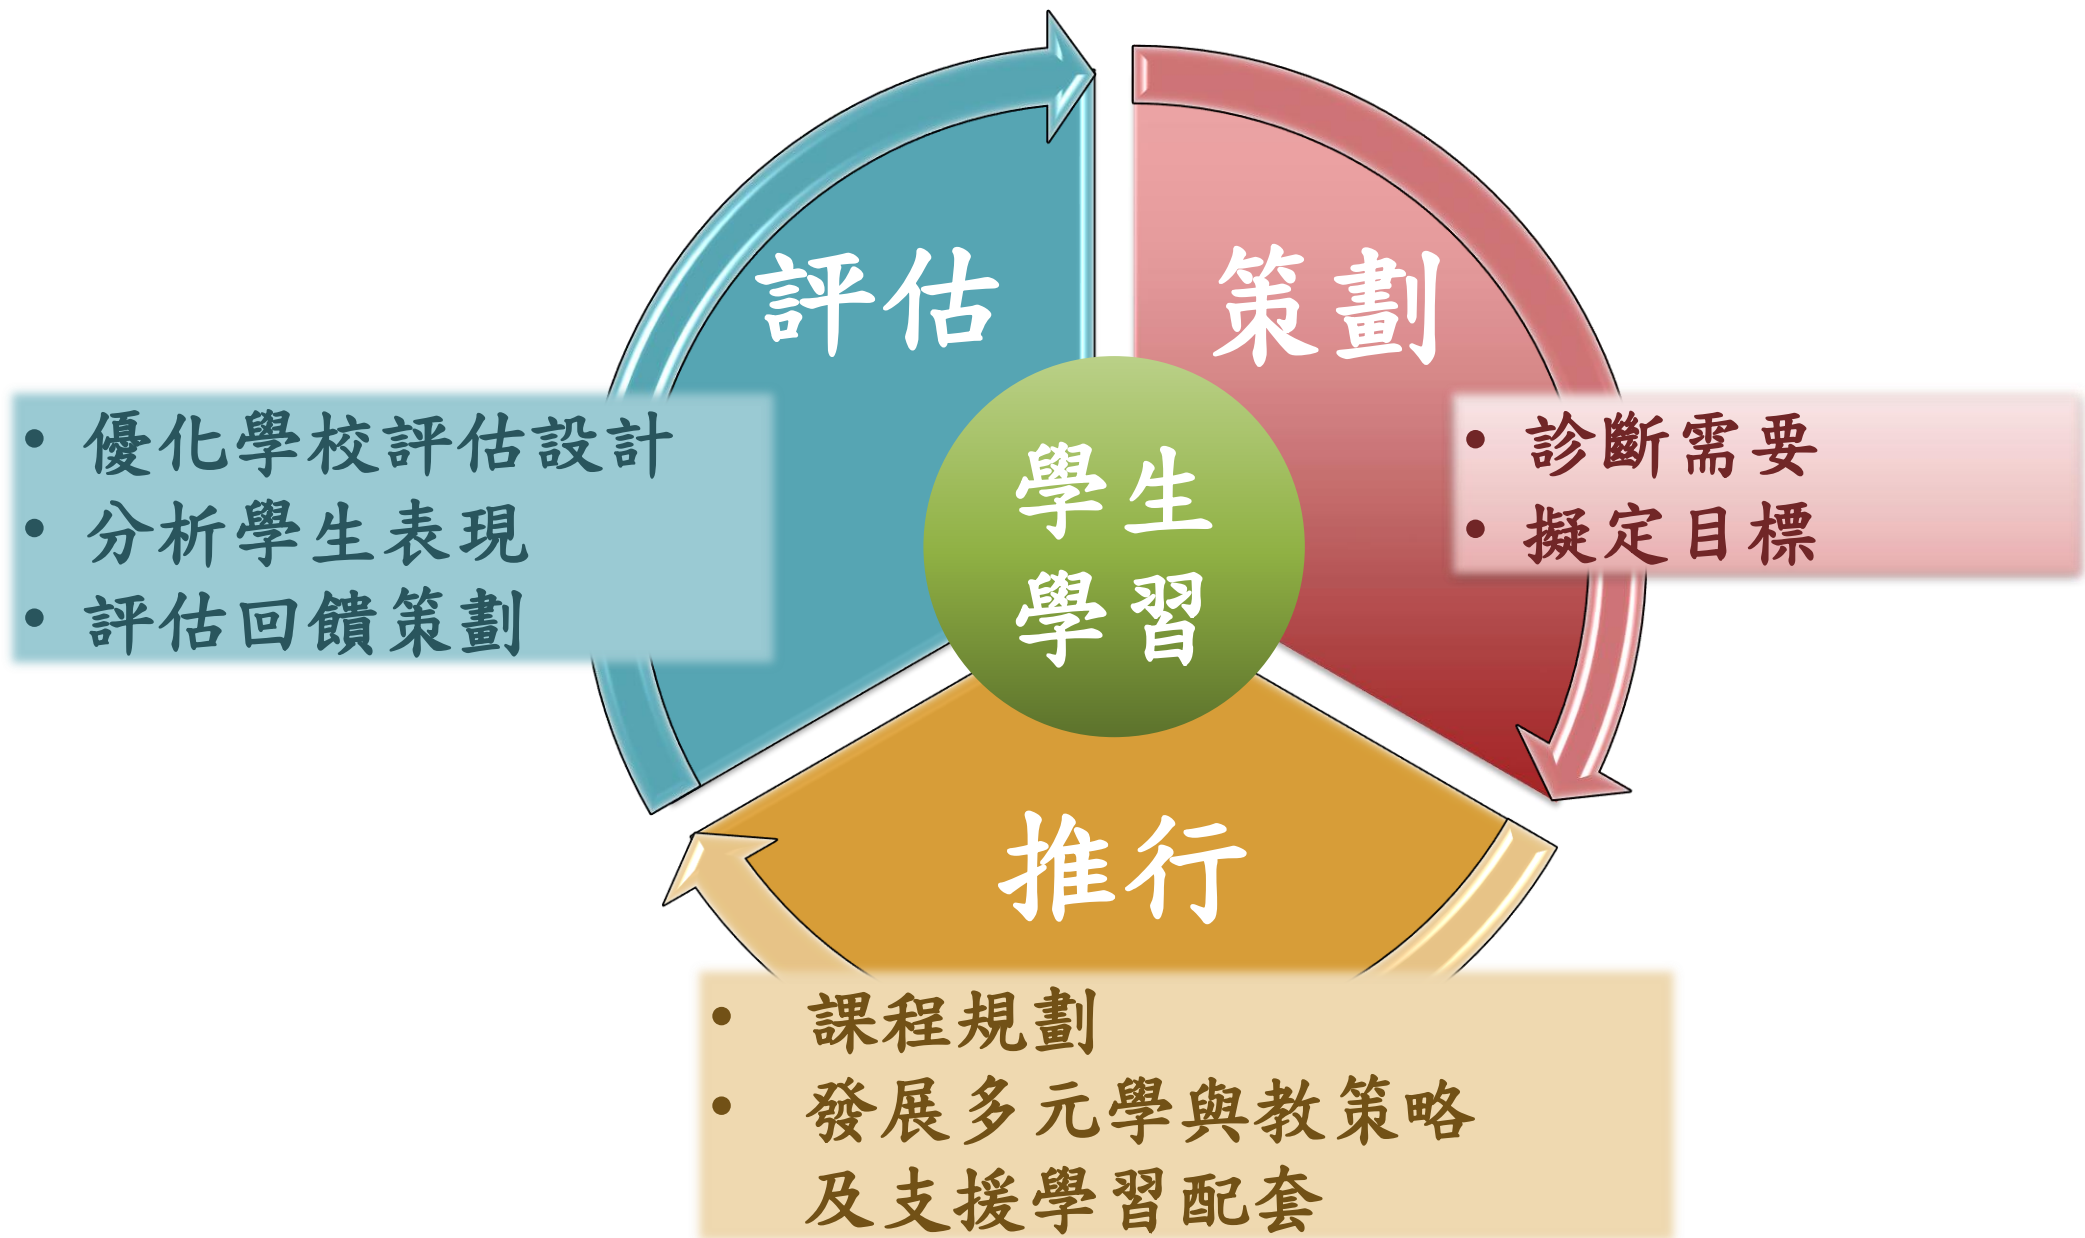 評估
策劃
學生
學習
推行
• 優化學校評估設計
• 分析學生表現
• 評估回饋策劃
• 診斷需要
• 擬定目標
• 課程規劃
• 發展多元學與教策略
及支援學習配套